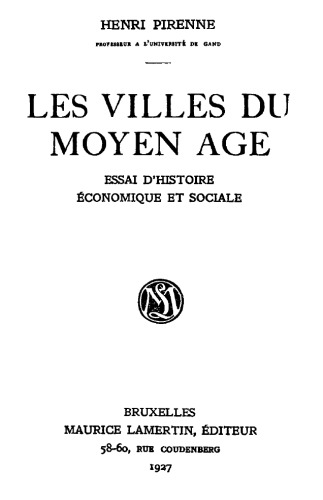 HENRI PIRENNE
PROFESSEUR A L'UNIVERSITÉ DE GAND
LES VILLES DU
MOYEN AGE
ESSAI D'HISTOIRE
ÉCONOMIQUE ET SOCIALE
BRUXELLES
MAURICE LAMERTIN, ÉDITEUR
58-60, RUE COUDENBERG
1927